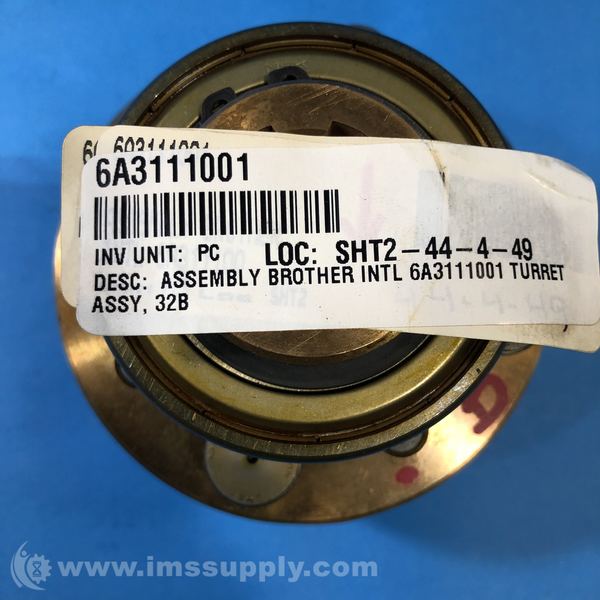 6A3111001
INV UNIT: PC LOC: SHT2-44-4-49
DESC: ASSEMBLY BROTHER INTL 6A3111001 TURRET
ASSY, 32B
D.
www.imssupply.com